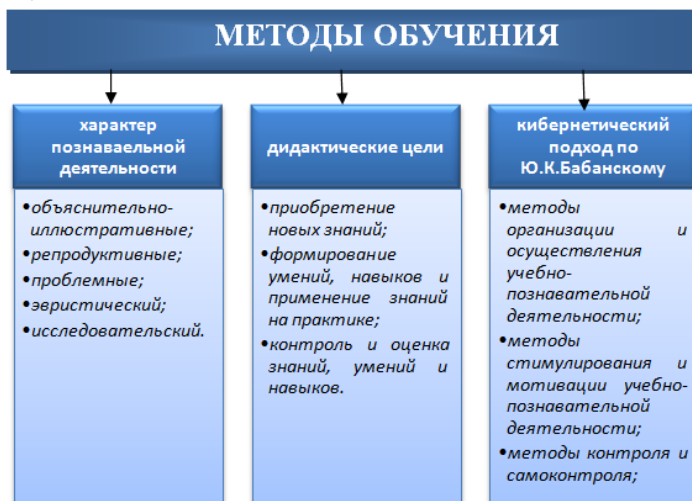 МЕТОДЫ ОБУЧЕНИЯ
характер
познаваельной
деятельности
•объяснительно-
иллюстративные;
•репродуктивные;
•проблемные;
•эвристический;
•исследовательский.
дидактические цели
•приобретение
новых знаний;
•формирование
умений, навыков и
применение знаний
на практике;
•контроль и оценка
знаний, умений и
навыков.
кибернетический
подход по
Ю.К.Бабанскому
•методы
организации и
осуществления
учебно-
познавательной
деятельности;
•методы
стимулирования и
мотивации учебно-
познавательной
деятельности;
•методы контроля и
самоконтроля;